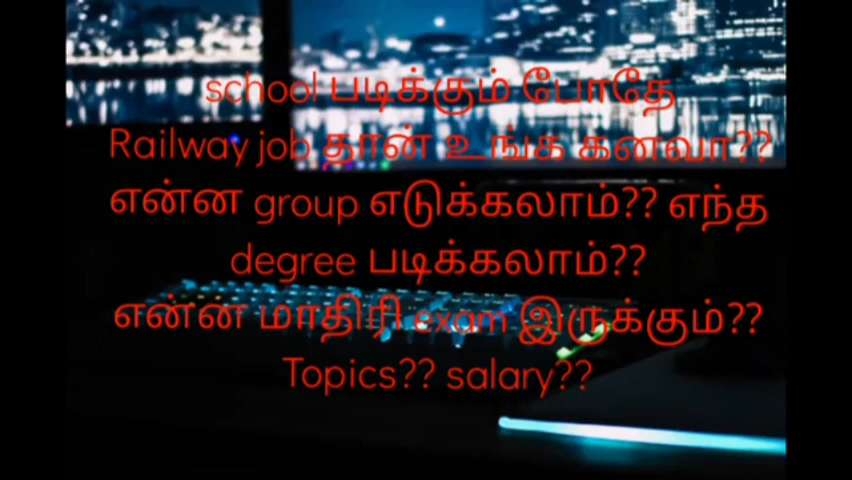 school படிக்கும் போதே
Railway job தான் உங்க கனவா??
என்ன group எடுக்கலாம்?? எந்த
degree படிக்கலாம்??
என்ன மாதிரி exam இருக்கும்??
Topics?? salary??